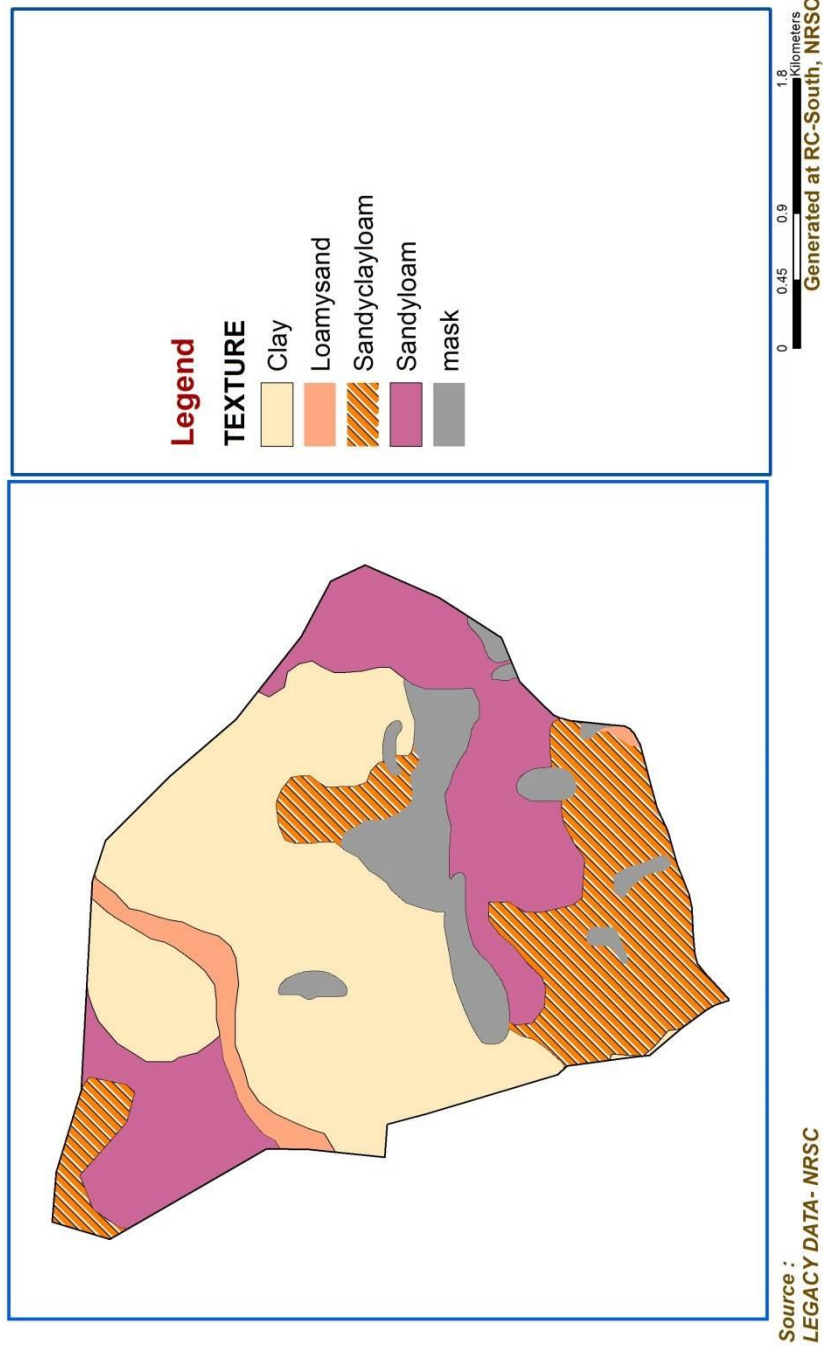 Legend
TEXTURE
Clay
Loamysand
Sandyclayloam
Sandyloam
mask
0 0.45 0.9 1.8
Kilometers
Source :
LEGACY DATA- NRSC
Generated at RC-South, NRSC